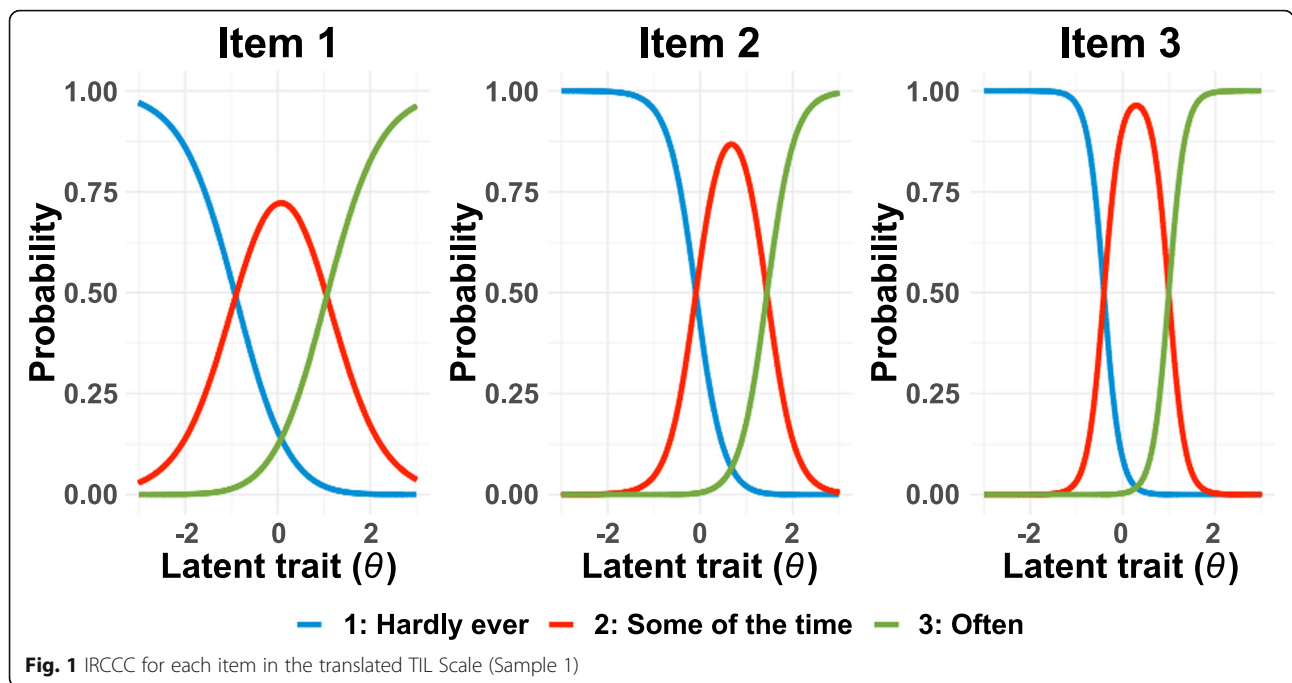 Item 1 Item 2 Item 3
1.00 1.00 1.00
0.75 0.75 0.75
0.50 0.50 0.50
0.25 0.25 0.25
0.00 0.00 0.00
Probability Probability Probability
-2 0 2 -2 0 2 -2 0 2
Latent trait (θ) Latent trait (θ) Latent trait (θ)
1: Hardly ever 2: Some of the time 3: Often
Fig. 1 IRCCC for each item in the translated TIL Scale (Sample 1)